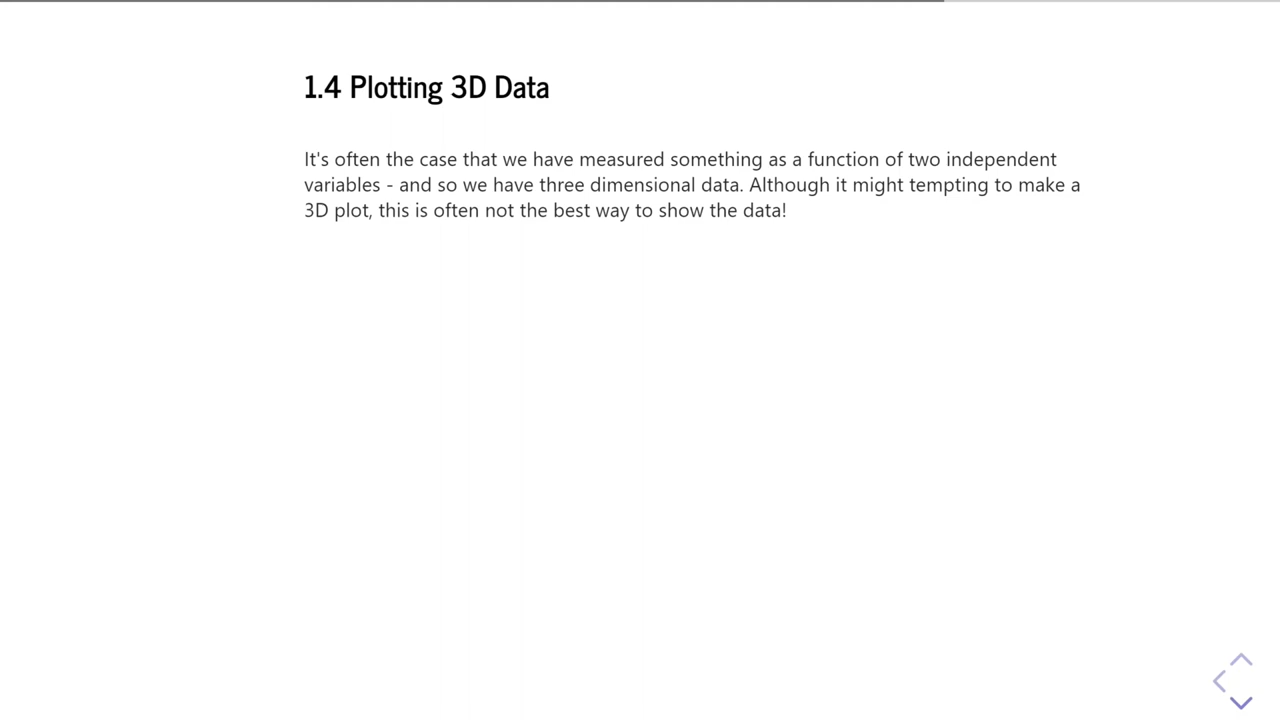 1.4 Plotting 3D Data
It's often the case that we have measured something as a function of two independent
variables - and so we have three dimensional data. Although it might tempting to make a
3D plot, this is often not the best way to show the data!